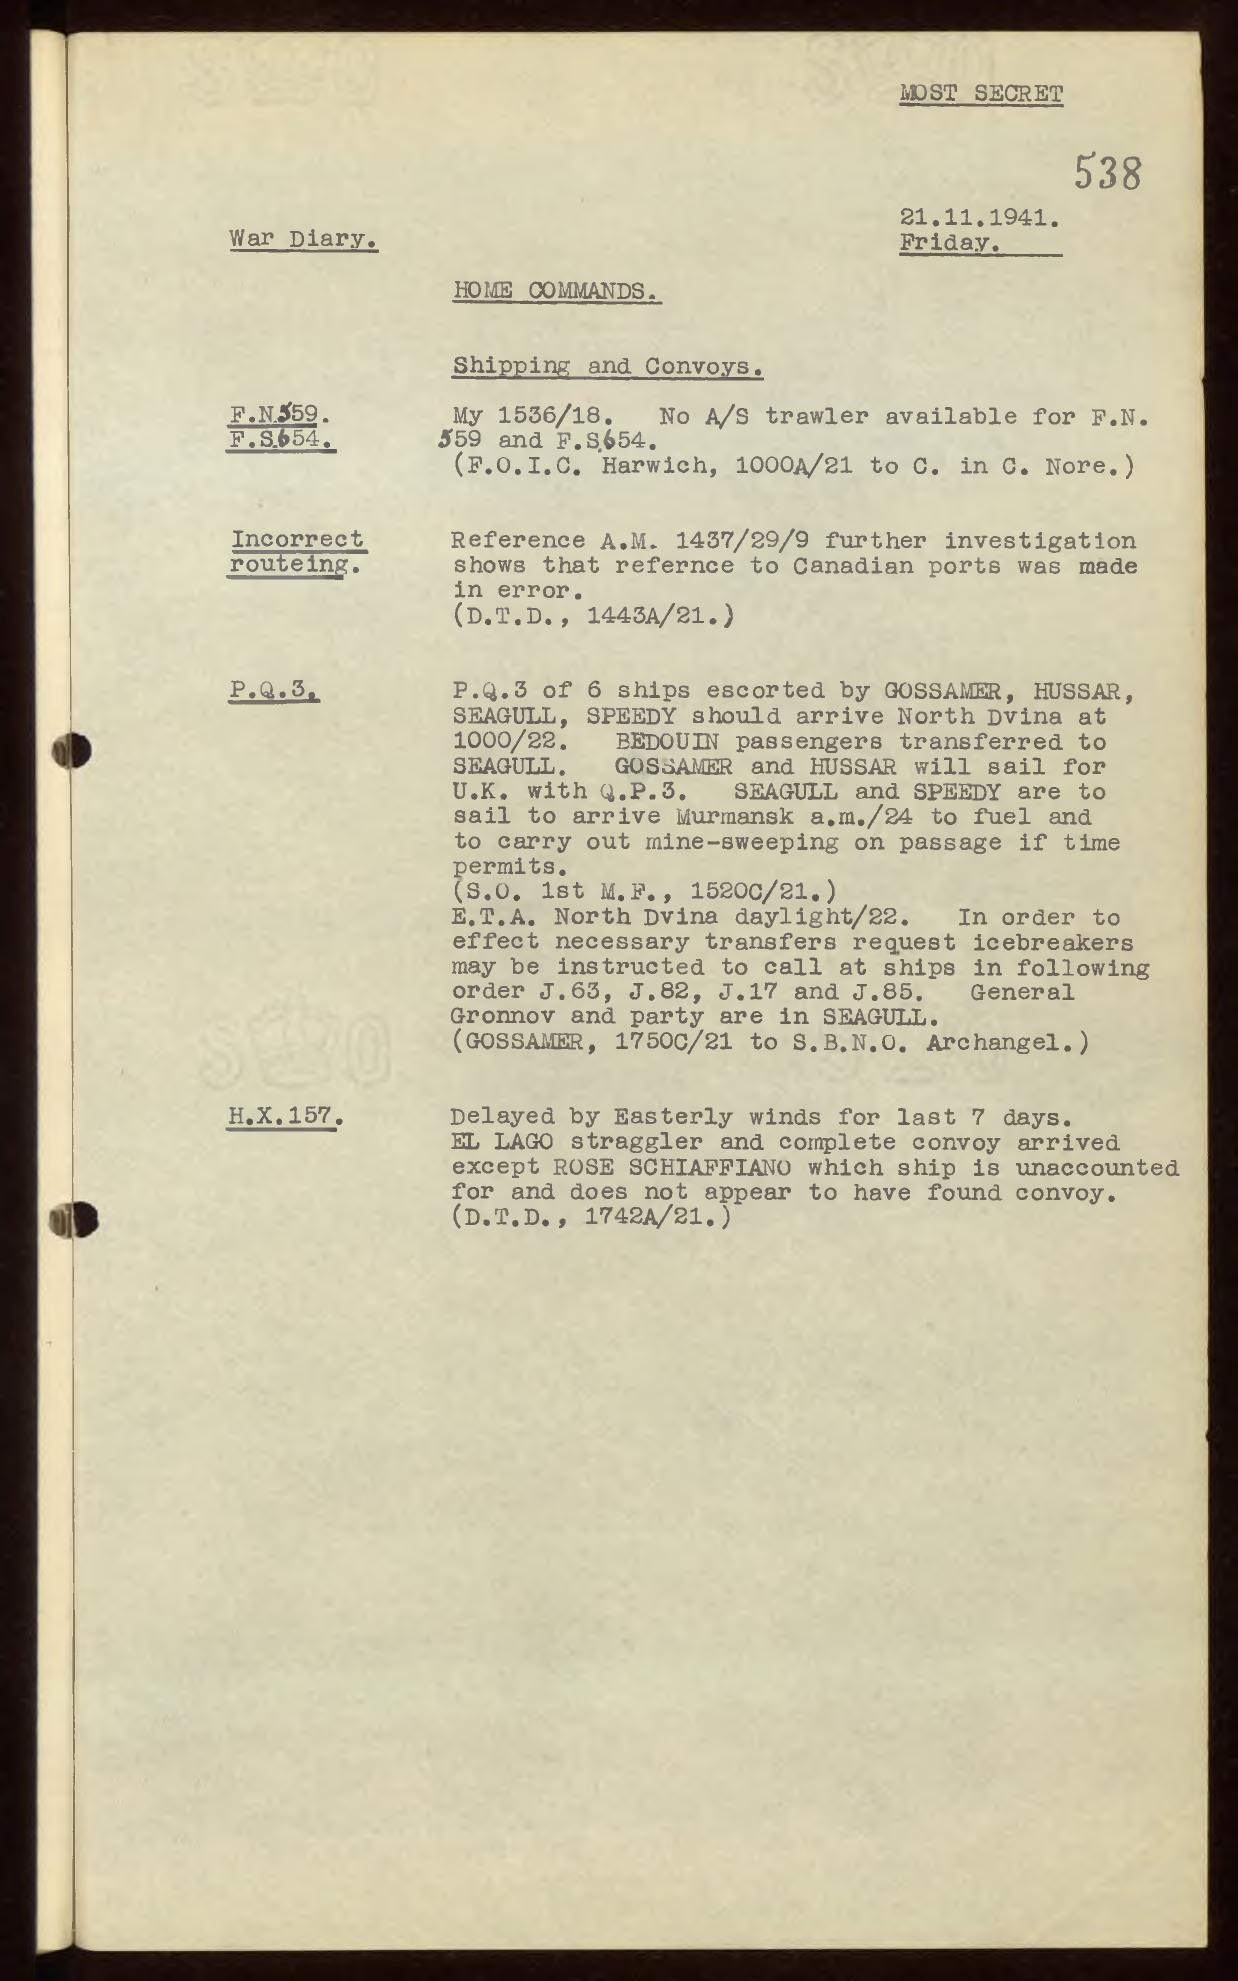 MOST SECRET
538
21.11.1941.
War Diary.
Friday.
HOME COMMANDS.
Shipping and Convoys.
F.N.559.
F.S.654.
My 1536/18. No A/S trawler available for F.N.
559 and F.S.654.
(F.O.I.C. Harwich, 1000A/21 to C. in C. Nore.)
Incorrect
routeing.
Reference A.M. 1437/29/9 further investigation
shows that refernce to Canadian ports was made
in error.
(D.T.D., 1443A/21.)
P.Q.3.
P.Q.3 of 6 ships escorted by GOSSAMER, HUSSAR,
SEAGULL, SPEEDY should arrive North Dvina at
1000/22. BEDOUIN passengers transferred to
SEAGULL. GOSSAMER and HUSSAR will sail for
U.K. with Q.P.3. SEAGULL and SPEEDY are to
sail to arrive Murmansk a.m./24 to fuel and
to carry out mine-sweeping on passage if time
permits.
(S.O. 1st M.F., 1520C/21.)
E.T.A. North Dvina daylight/22. In order to
effect necessary transfers request icebreakers
may be instructed to call at ships in following
order J.63, J.82, J.17 and J.85. General
Gronnov and party are in SEAGULL.
(GOSSAMER, 1750C/21 to S.B.N.O. Archangel.)
H.X.157.
Delayed by Easterly winds for last 7 days.
EL LAGO straggler and complete convoy arrived
except ROSE SCHIAFFIANO which ship is unaccounted
for and does not appear to have found convoy.
(D.T.D., 1742A/21.)